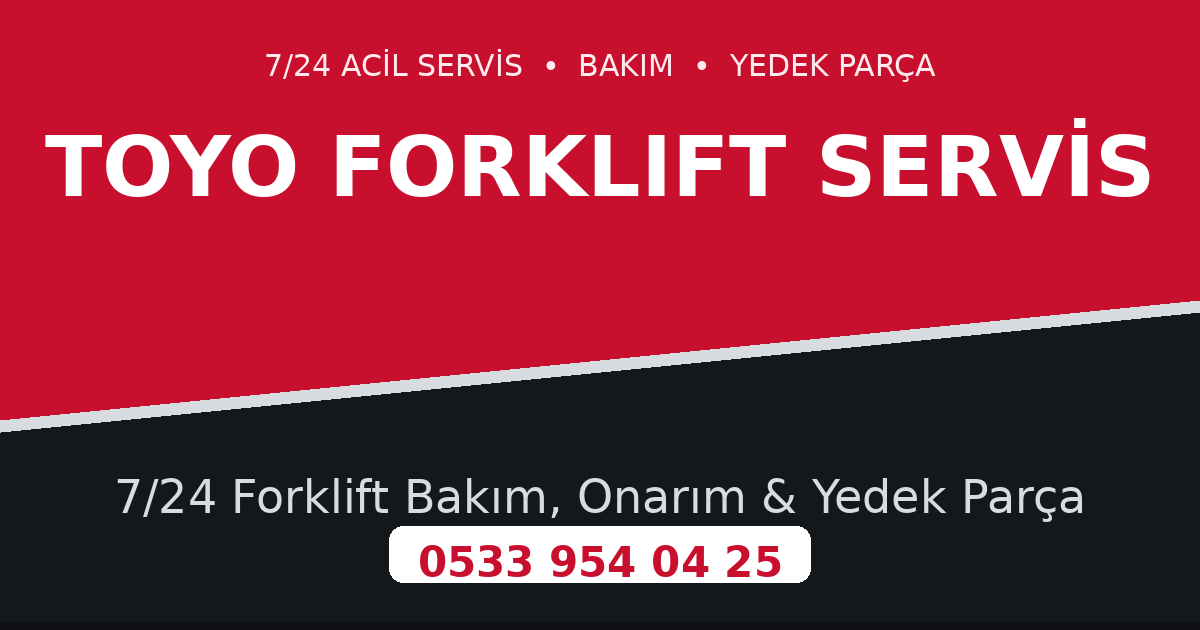 7/24 ACİL SERVİS • BAKIM • YEDEK PARÇA
TOYO FORKLIFT SERVİS
7/24 Forklift Bakım, Onarım & Yedek Parça
0533 954 04 25